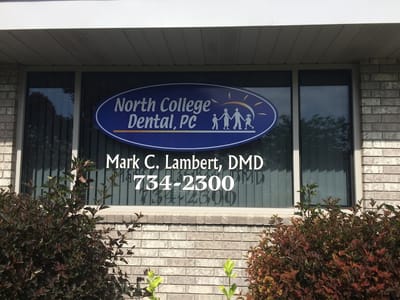 North College
Dental, PC
Mark C. Lambert, DMD
734-2300